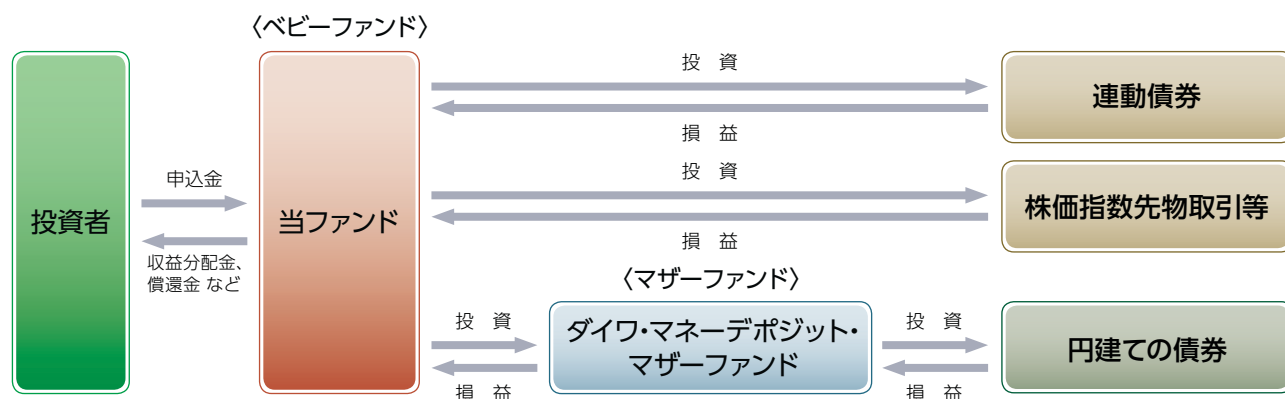 〈ベビーファンド〉
投資者
申込金
収益分配金、
償還金 など
当ファンド
投 資
損 益
連動債券
投 資
損 益
株価指数先物取引等
〈マザーファンド〉
投 資
損 益
ダイワ・マネーデポジット・
マザーファンド
投 資
損 益
円建ての債券